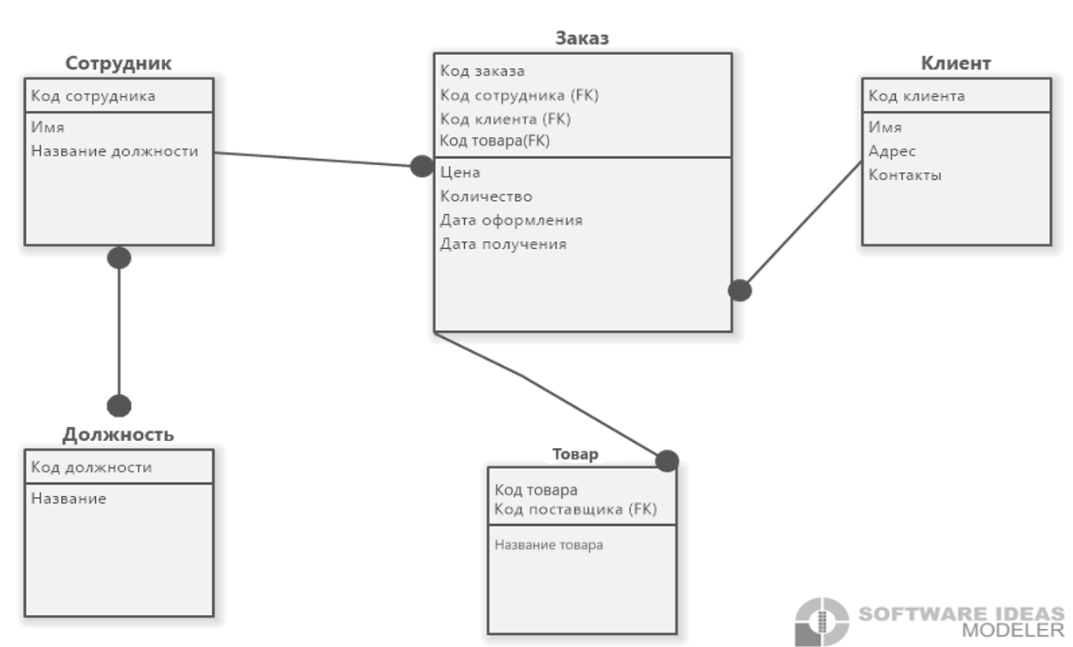 Сотрудник
Код сотрудника
Имя
Название должности
Заказ
Код заказа
Код сотрудника (FK)
Код клиента (FK)
Код товара(FK)
Цена
Количество
Дата оформления
Дата получения
Клиент
Код клиента
Имя
Адрес
Контакты
Должность
Код должности
Название
Товар
Код товара
Код поставщика (FK)
Название товара
SOFTWARE IDEAS
MODELER